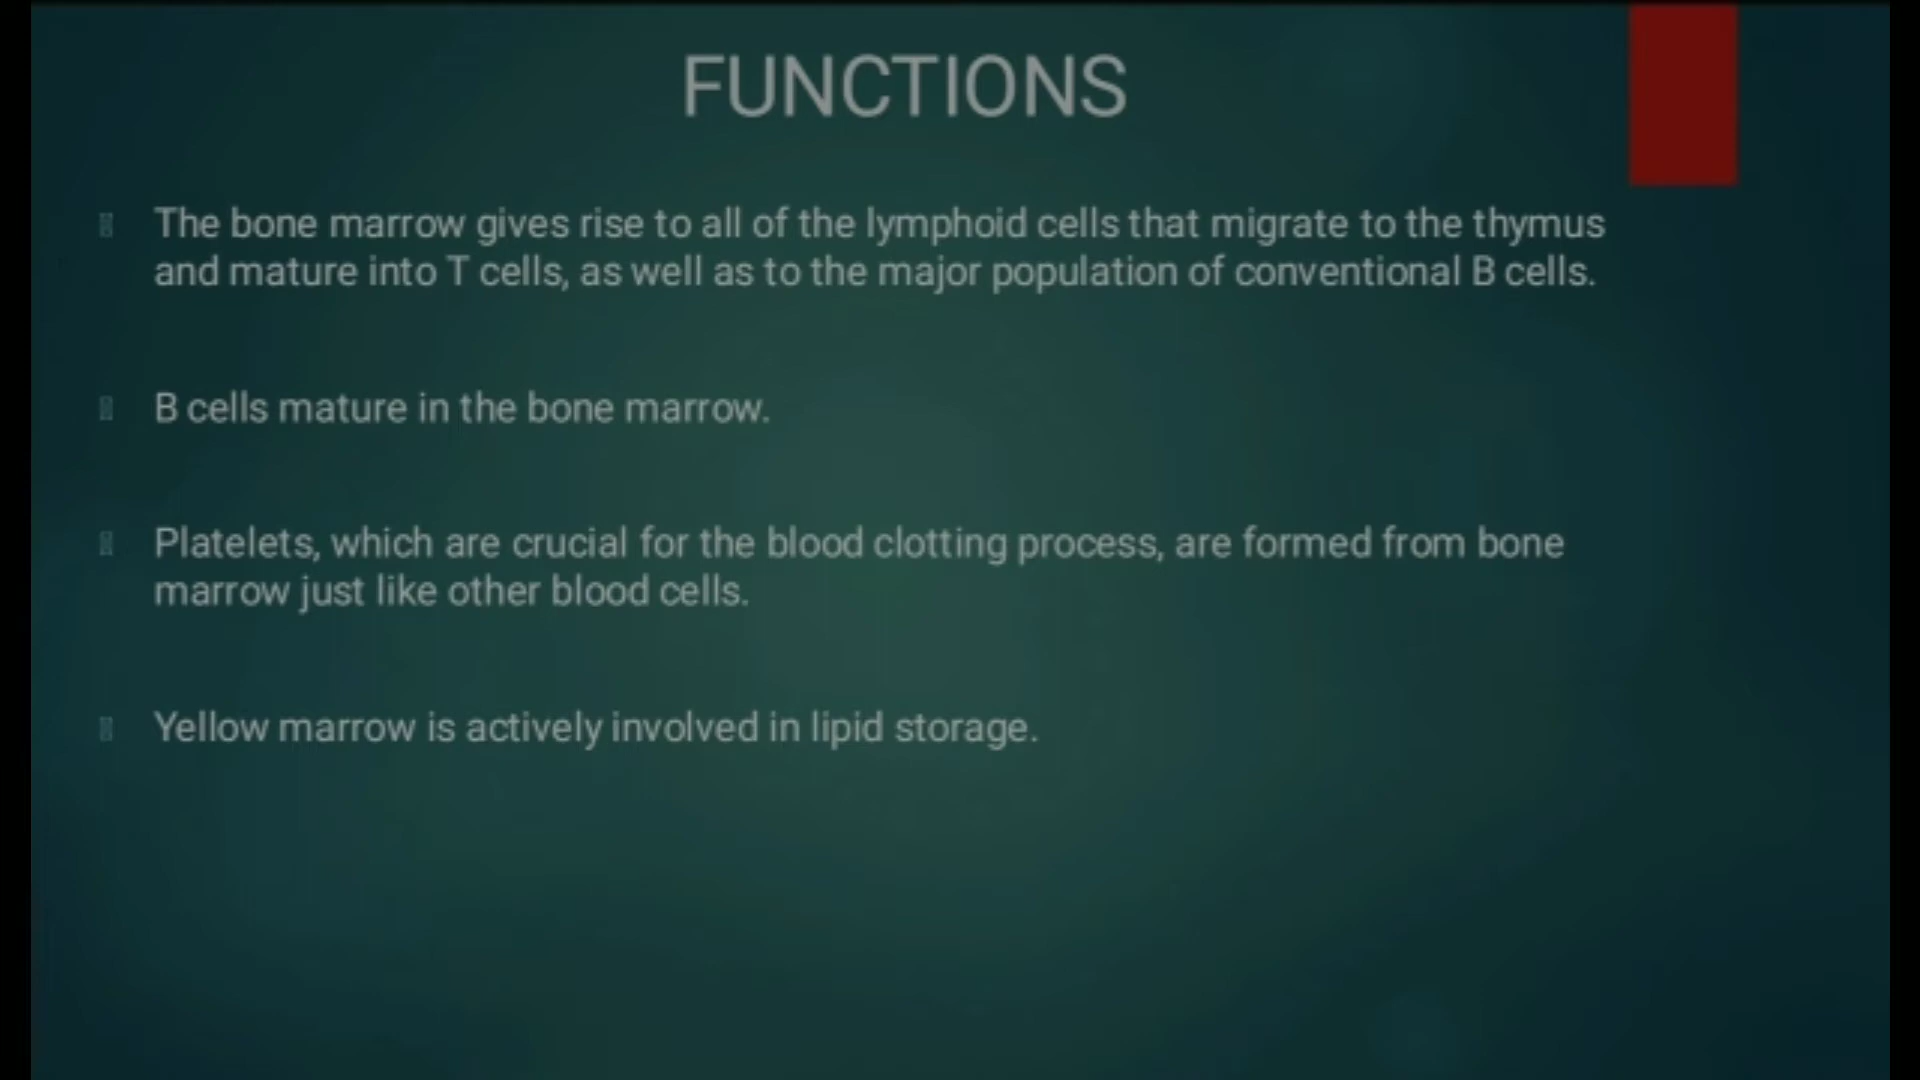 FUNCTIONS
The bone marrow gives rise to all of the lymphoid cells that migrate to the thymus
and mature into T cells, as well as to the major population of conventional B cells.
B cells mature in the bone marrow.
Platelets, which are crucial for the blood clotting process, are formed from bone
marrow just like other blood cells.
Yellow marrow is actively involved in lipid storage.